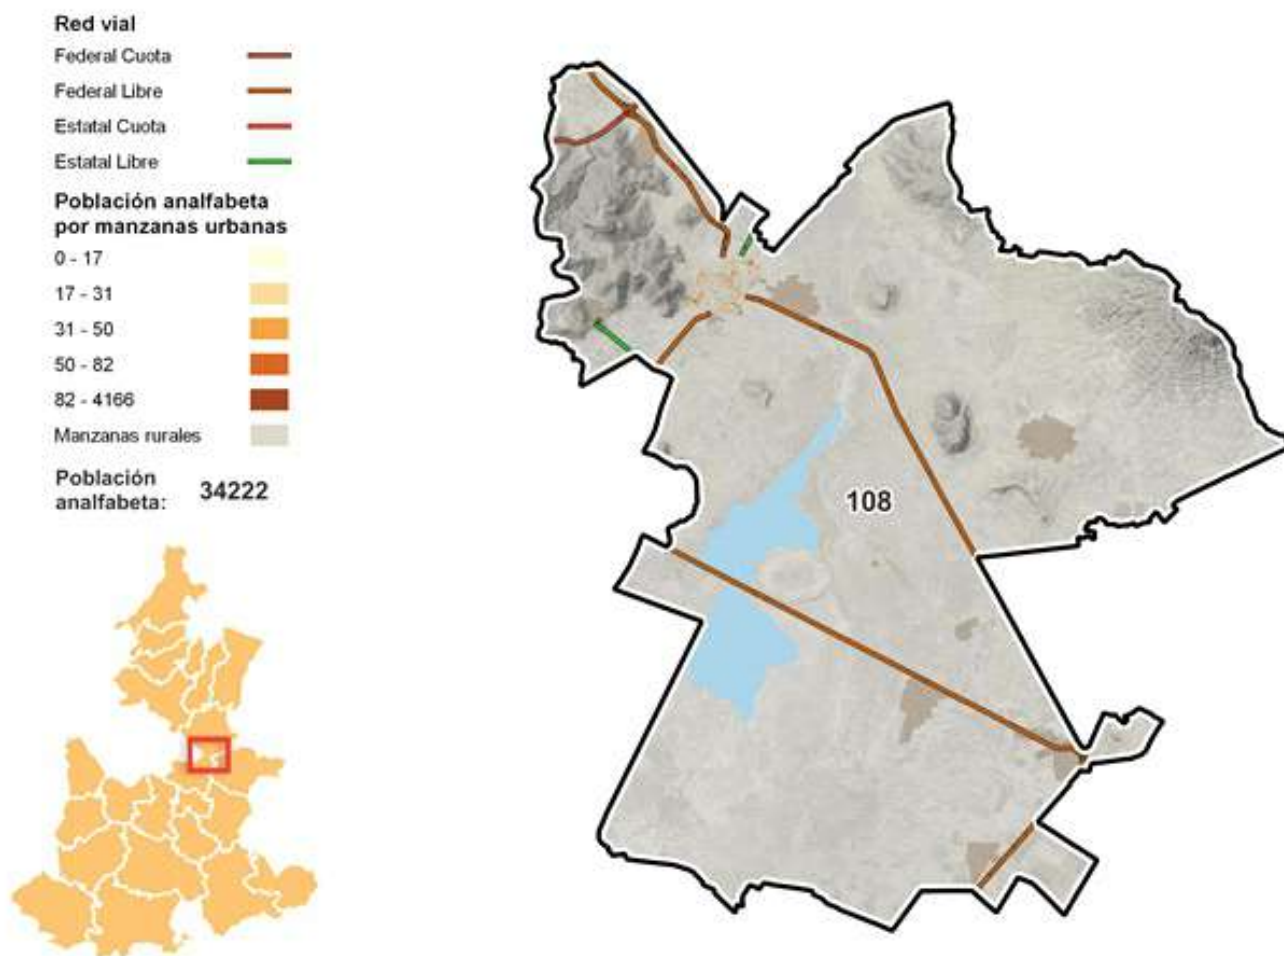 Red vial
Federal Cuota
Federal Libre
Estatal Cuota
Estatal Libre
Población analfabeta
por manzanas urbanas
0 - 17
17 - 31
31 - 50
50 - 82
82 - 4166
Manzanas rurales
Población
analfabeta: 34222
108